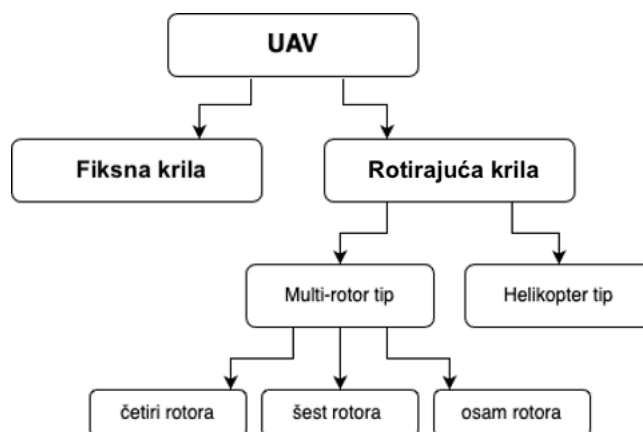 UAV
Fiksna krila
Rotirajuća krila
Multi-rotor tip
Helikopter tip
četiri rotora
šest rotora
osam rotora